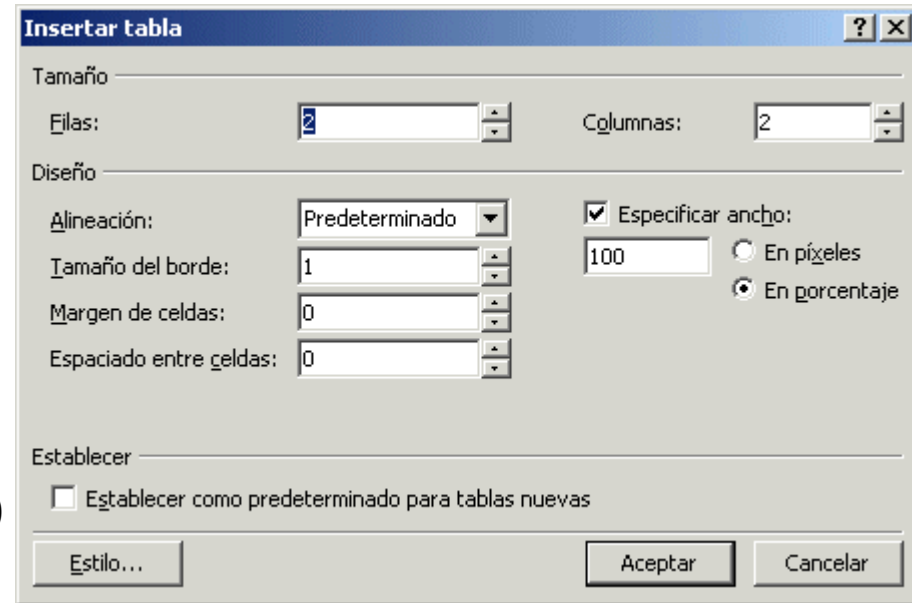 Insertar tabla
Tamaño
Filas: 2 Columnas: 2
Diseño
Alineación: Predeterminado Especificar ancho:
Tamaño del borde: 1 100 En píxeles
Margen de celdas: 0 En porcentaje
Espaciado entre celdas: 0
Establecer
Establecer como predeterminado para tablas nuevas
)
Estilo... Aceptar Cancelar